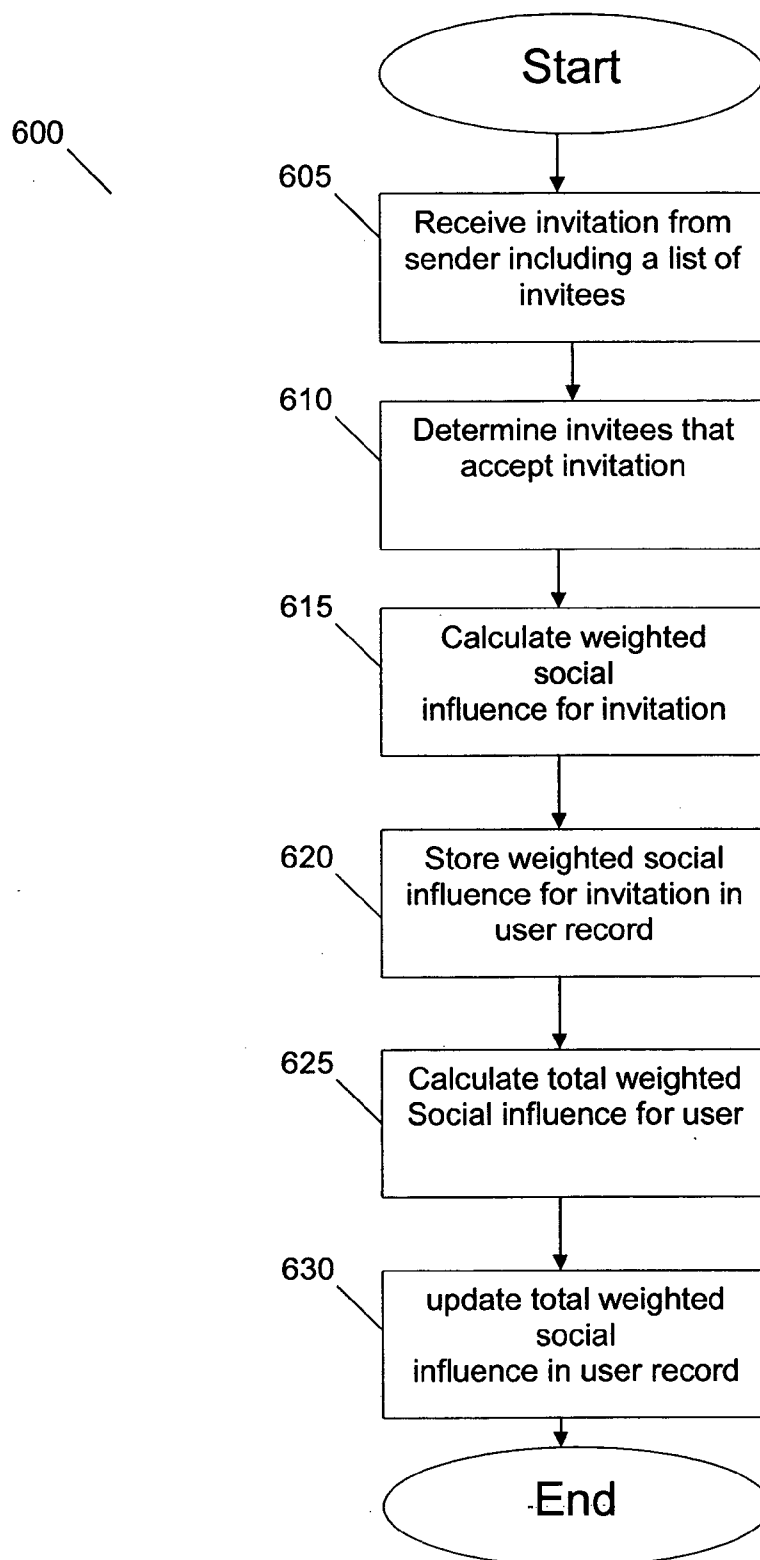 Start
600
605
Receive invitation from
sender including a list of
invitees
610
Determine invitees that
accept invitation
615
Calculate weighted
social
influence for invitation
620
Store weighted social
influence for invitation in
user record
625
Calculate total weighted
Social influence for user
630
update total weighted
social
influence in user record
End